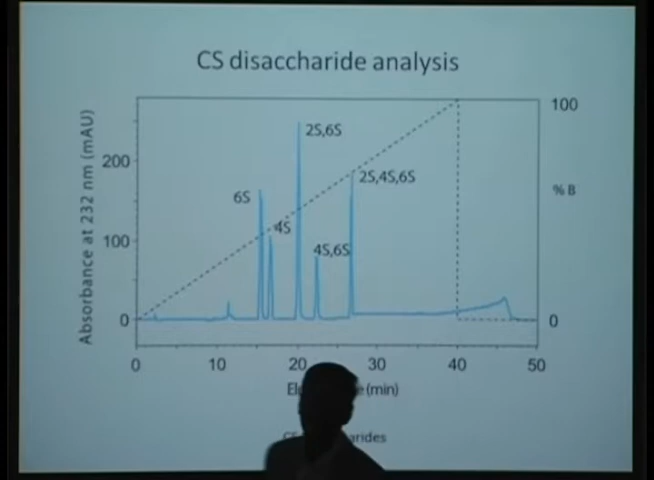 CS disaccharide analysis
Absorbance at 232 nm (mAU)
200
100
0
6S
4S
2S,6S
4S,6S
2S,4S,6S
100
% B
0
0
10
20
30
40
50
(min)